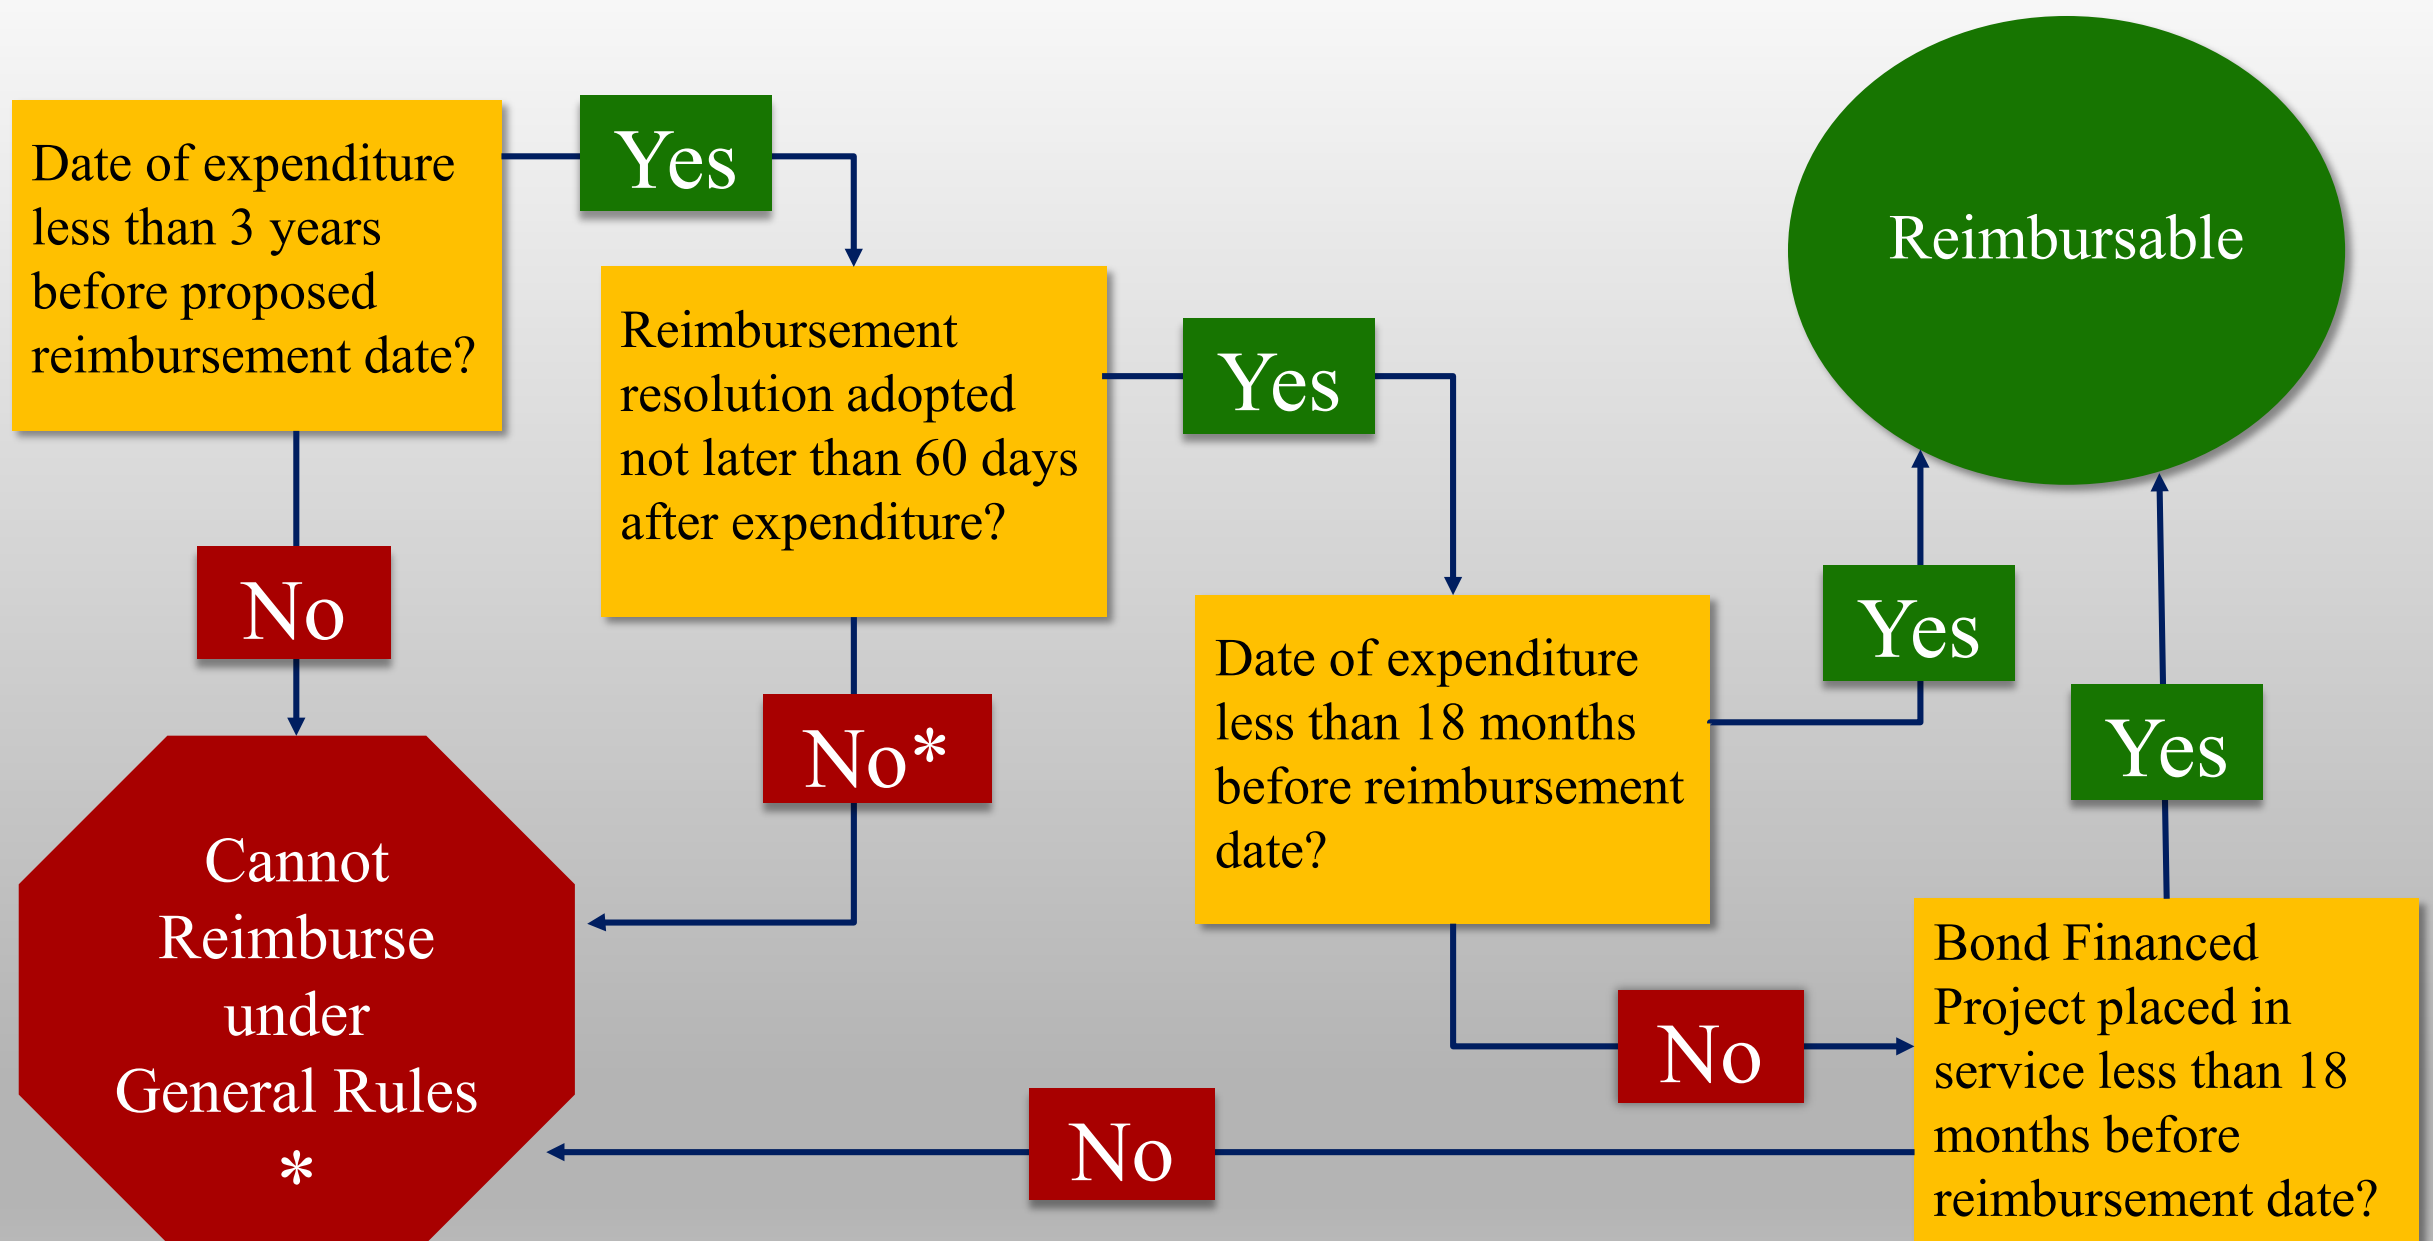 Date of expenditure
less than 3 years
before proposed
reimbursement date?
Yes
Reimbursement
resolution adopted
not later than 60 days
after expenditure?
Yes
Reimbursable
No
No*
Date of expenditure
less than 18 months
before reimbursement
date?
Yes
Yes
Cannot
Reimburse
under
General Rules
*
No
No
Bond Financed
Project placed in
service less than 18
months before
reimbursement date?